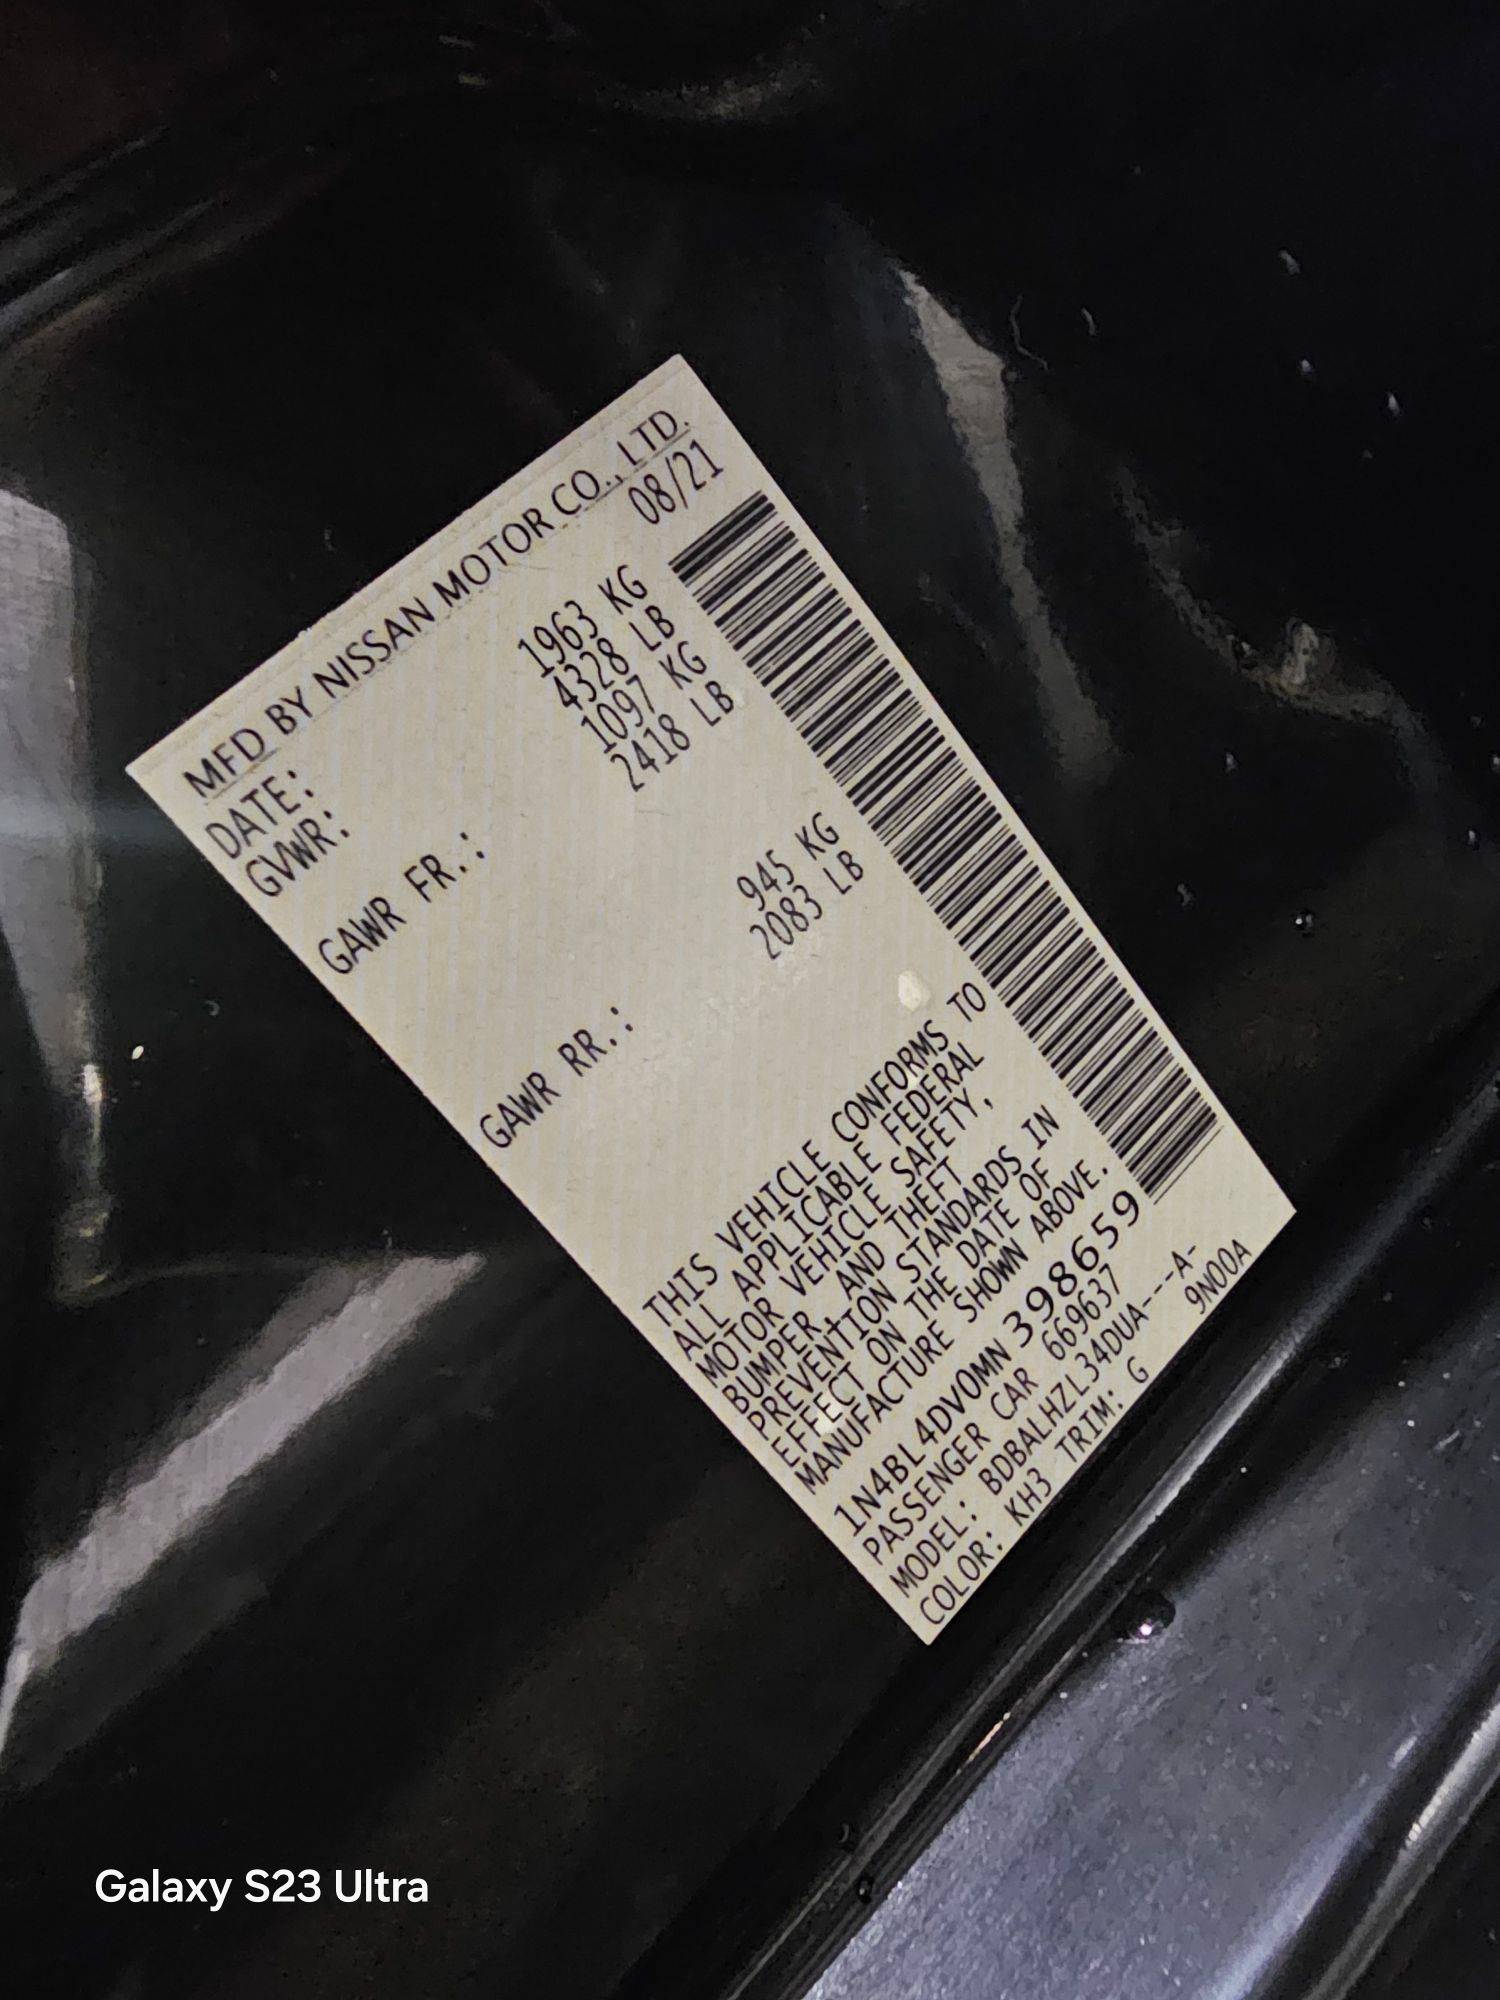 MFD BY NISSAN MOTOR CO., LTD.
DATE: 08/21
GVWR: 1963 KG
4328 LB
GAWR FR.: 1097 KG
2418 LB
GAWR RR.: 945 KG
2083 LB
THIS VEHICLE CONFORMS TO
ALL APPLICABLE FEDERAL
MOTOR VEHICLE SAFETY,
BUMPER, AND THEFT
PREVENTION STANDARDS IN
EFFECT ON THE DATE OF
MANUFACTURE SHOWN ABOVE.
1N4BL4DV0MN398659
PASSENGER CAR 669637
MODEL: BDBALHZL34DUA---A-
COLOR: KH3 TRIM: G 9N00A
Galaxy S23 Ultra